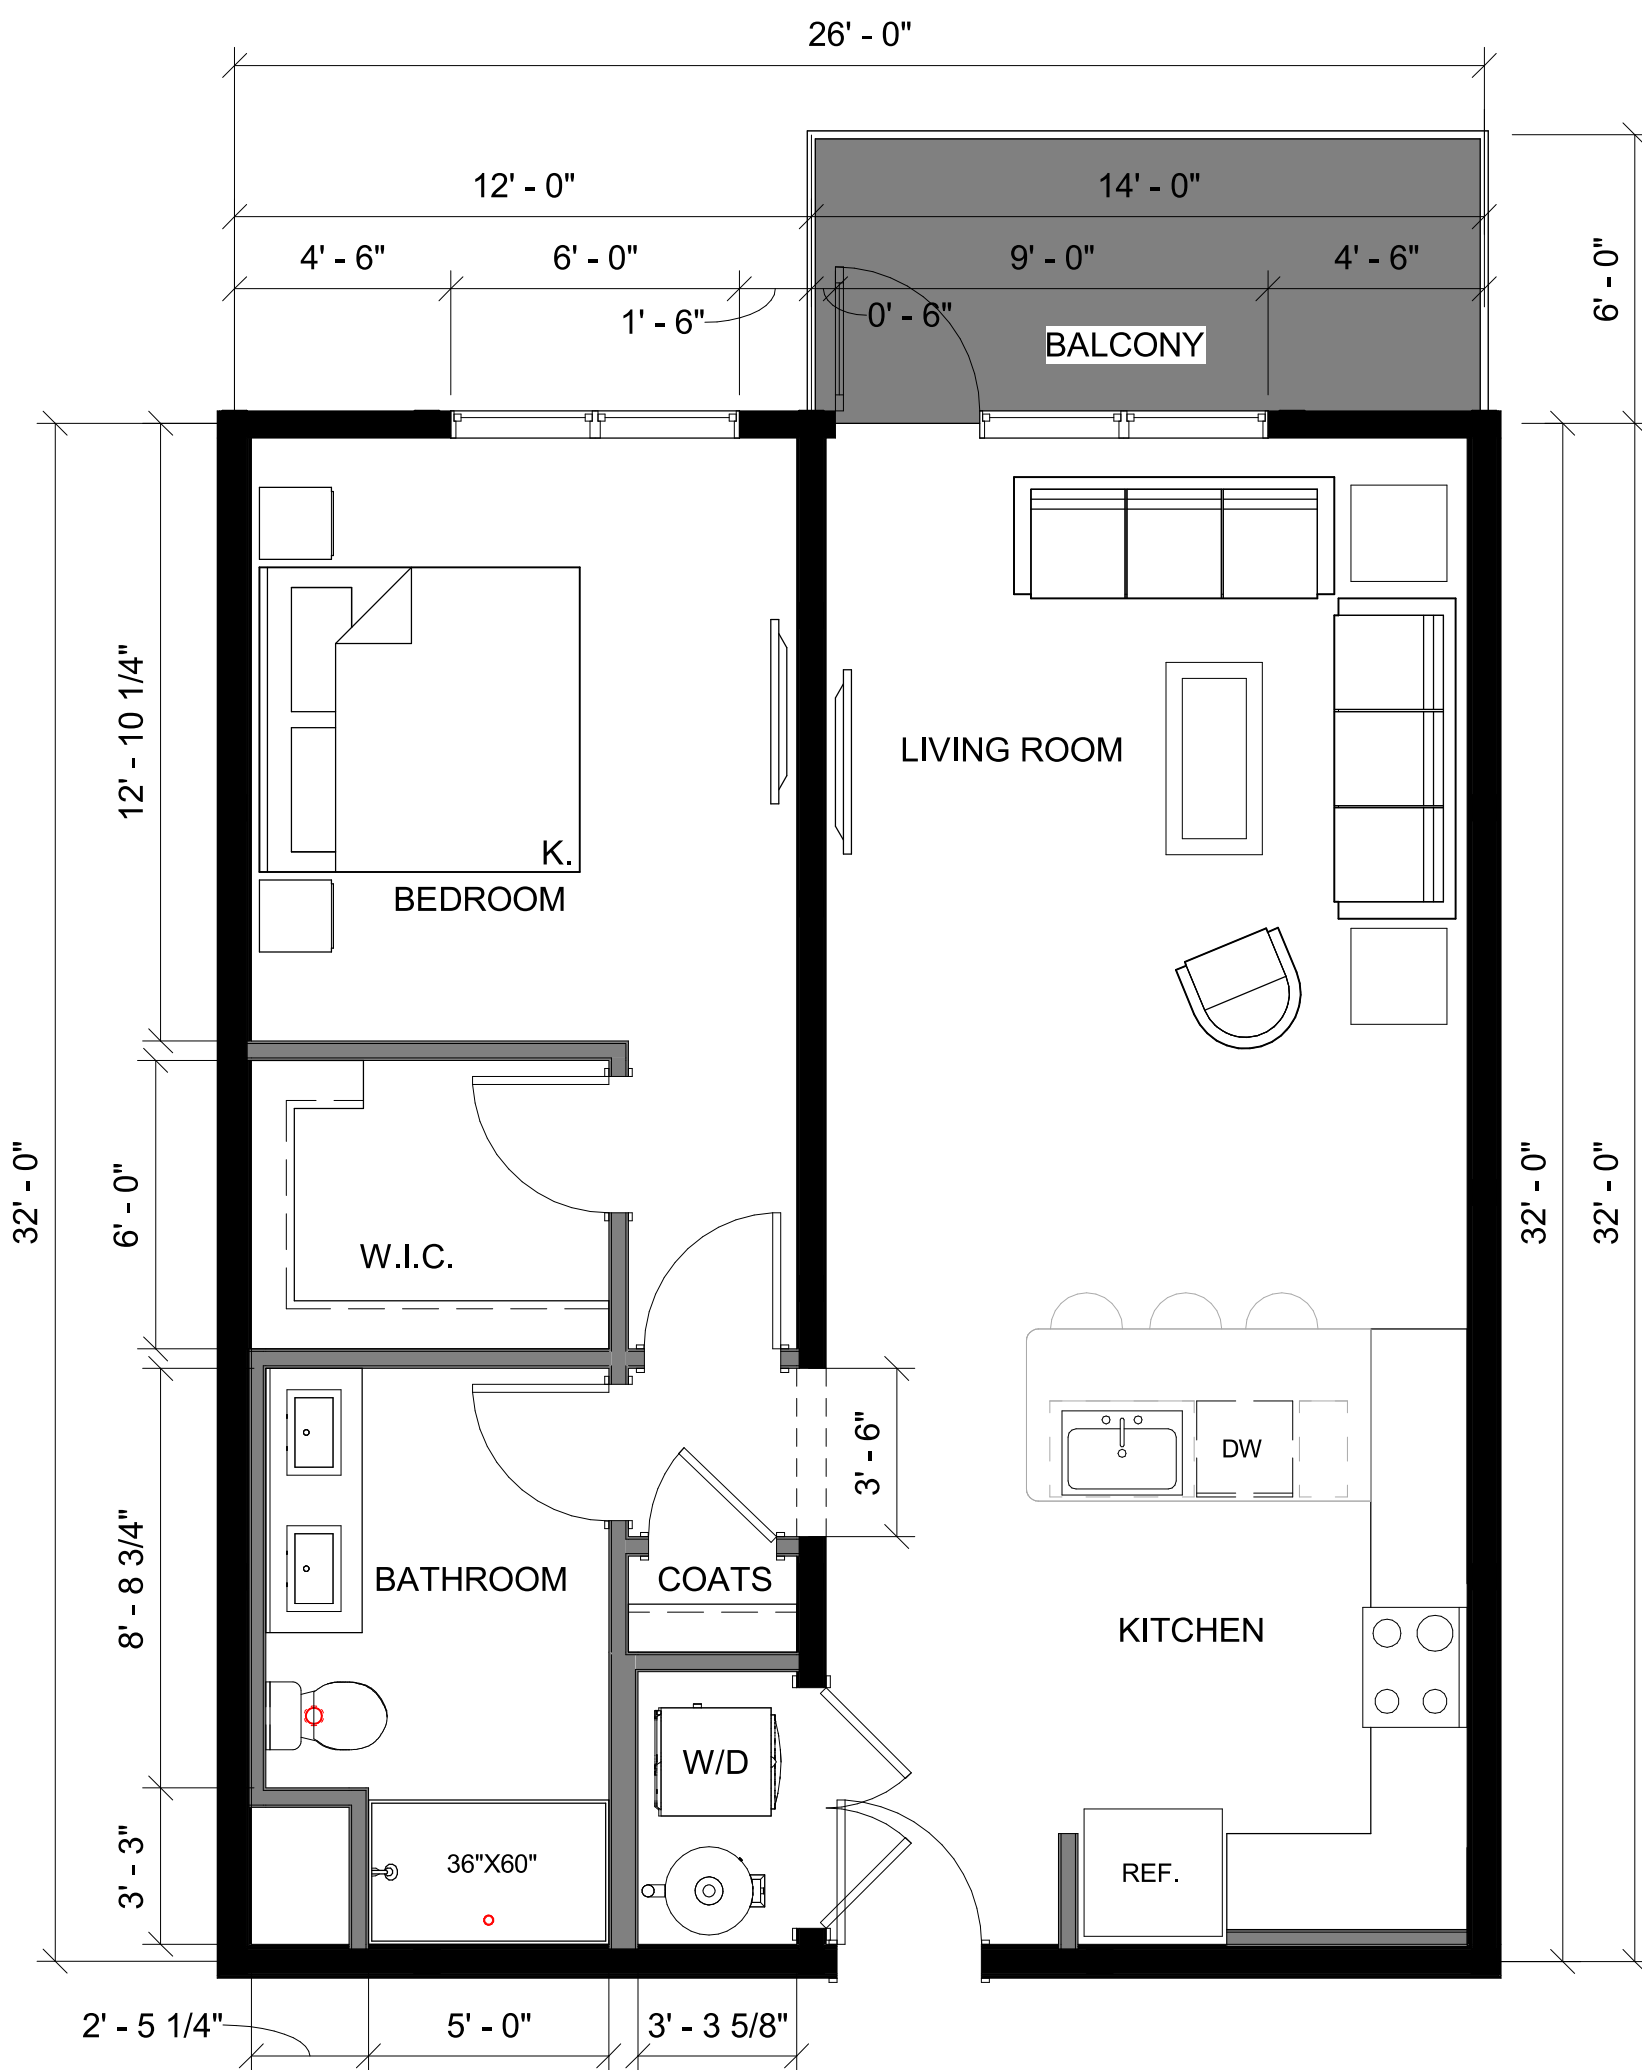 26' - 0"
12' - 0"
14' - 0"
4' - 6"
6' - 0"
9' - 0"
4' - 6"
6' - 0"
1' - 6"
0' - 6"
BALCONY
12' - 10 1/4"
LIVING ROOM
K.
BEDROOM
32' - 0"
6' - 0"
32' - 0"
32' - 0"
W.I.C.
3' - 6"
DW
8' - 8 3/4"
BATHROOM
COATS
KITCHEN
W/D
3' - 3"
36"X60"
REF.
2' - 5 1/4"
5' - 0"
3' - 3 5/8"